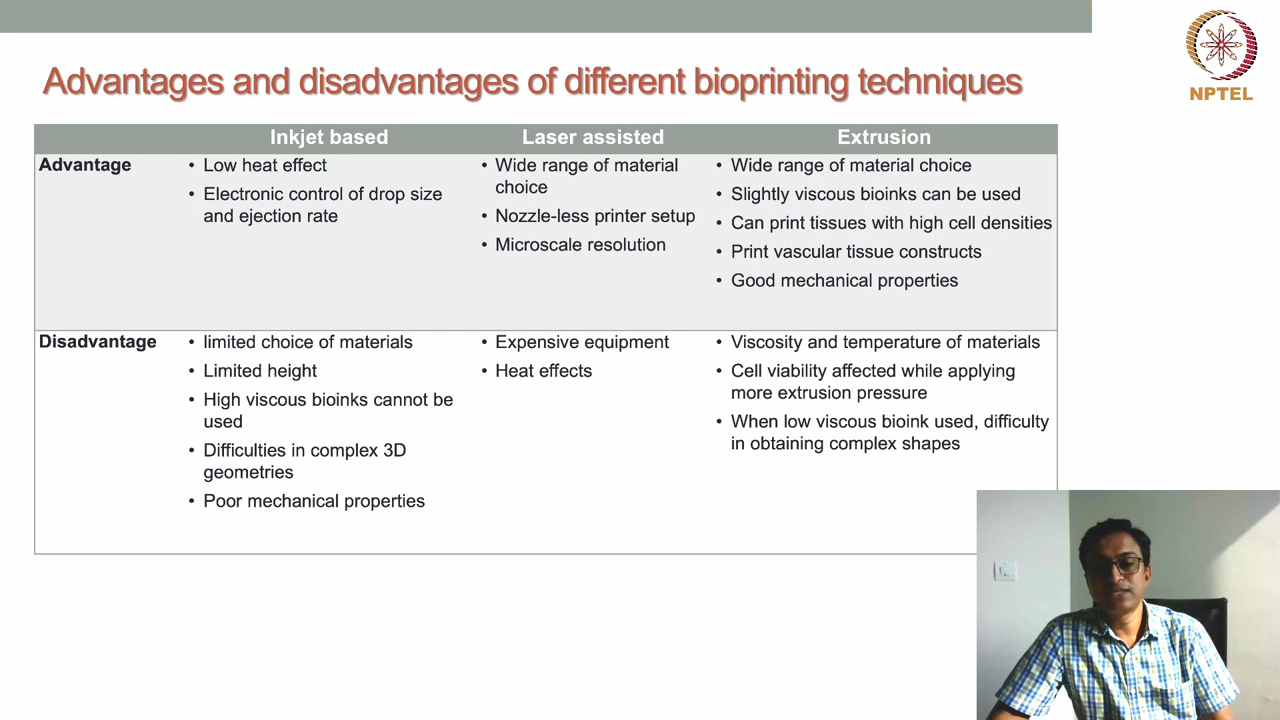 NPTEL
Advantages and disadvantages of different bioprinting techniques
Inkjet based
Laser assisted
Extrusion
Advantage
• Low heat effect
• Electronic control of drop size
and ejection rate
• Wide range of material
choice
• Nozzle-less printer setup
• Microscale resolution
• Wide range of material choice
• Slightly viscous bioinks can be used
• Can print tissues with high cell densities
• Print vascular tissue constructs
• Good mechanical properties
Disadvantage
• limited choice of materials
• Limited height
• High viscous bioinks cannot be
used
• Difficulties in complex 3D
geometries
• Poor mechanical properties
• Expensive equipment
• Heat effects
• Viscosity and temperature of materials
• Cell viability affected while applying
more extrusion pressure
• When low viscous bioink used, difficulty
in obtaining complex shapes